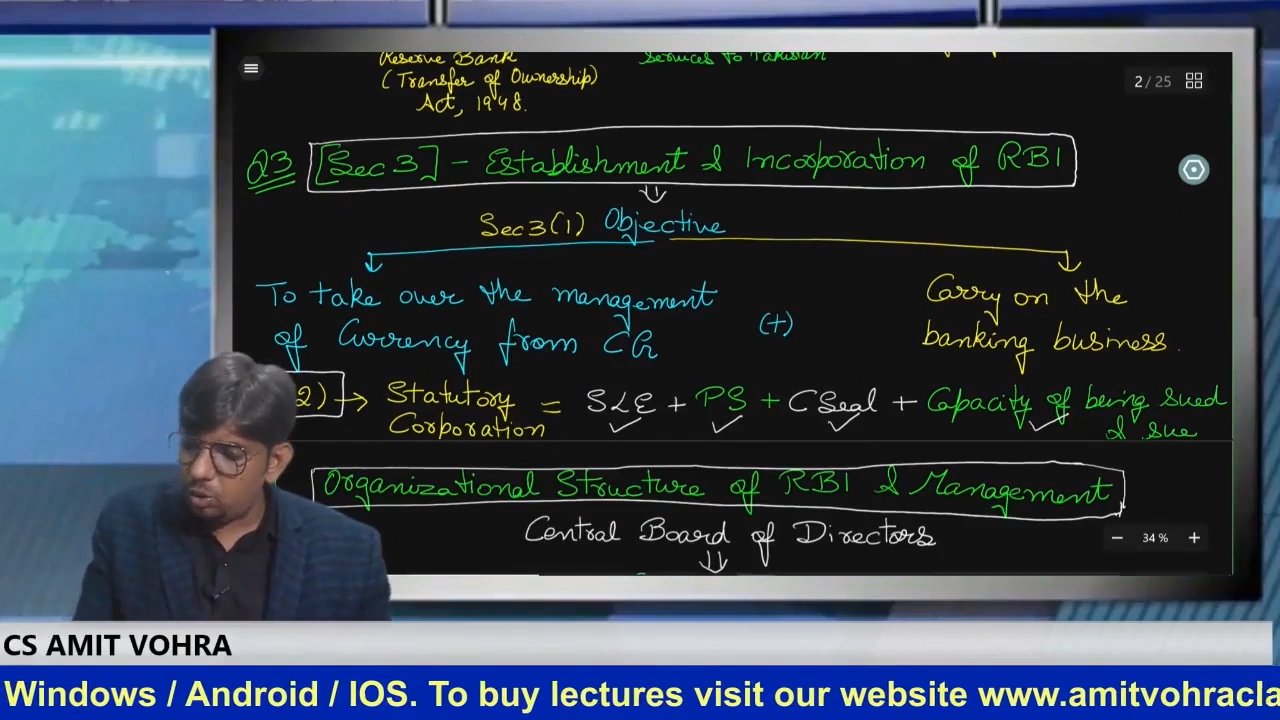 Reserve Bank
Services to Pakistan
(Transfer of Ownership)
Act, 1948.
2 / 25
Q3 [Sec 3] - Establishment & Incorporation of RBI
Sec 3(1) Objective
To take over the management
of Currency from CG
(+)
Carry on the
banking business.
2) → Statutory
Corporation
= SLE + PS + CSeal + Capacity of being sued
& sue
Organizational Structure of RBI & Management
Central Board of Directors
34 %
CS AMIT VOHRA
Windows / Android / IOS. To buy lectures visit our website www.amitvohracla